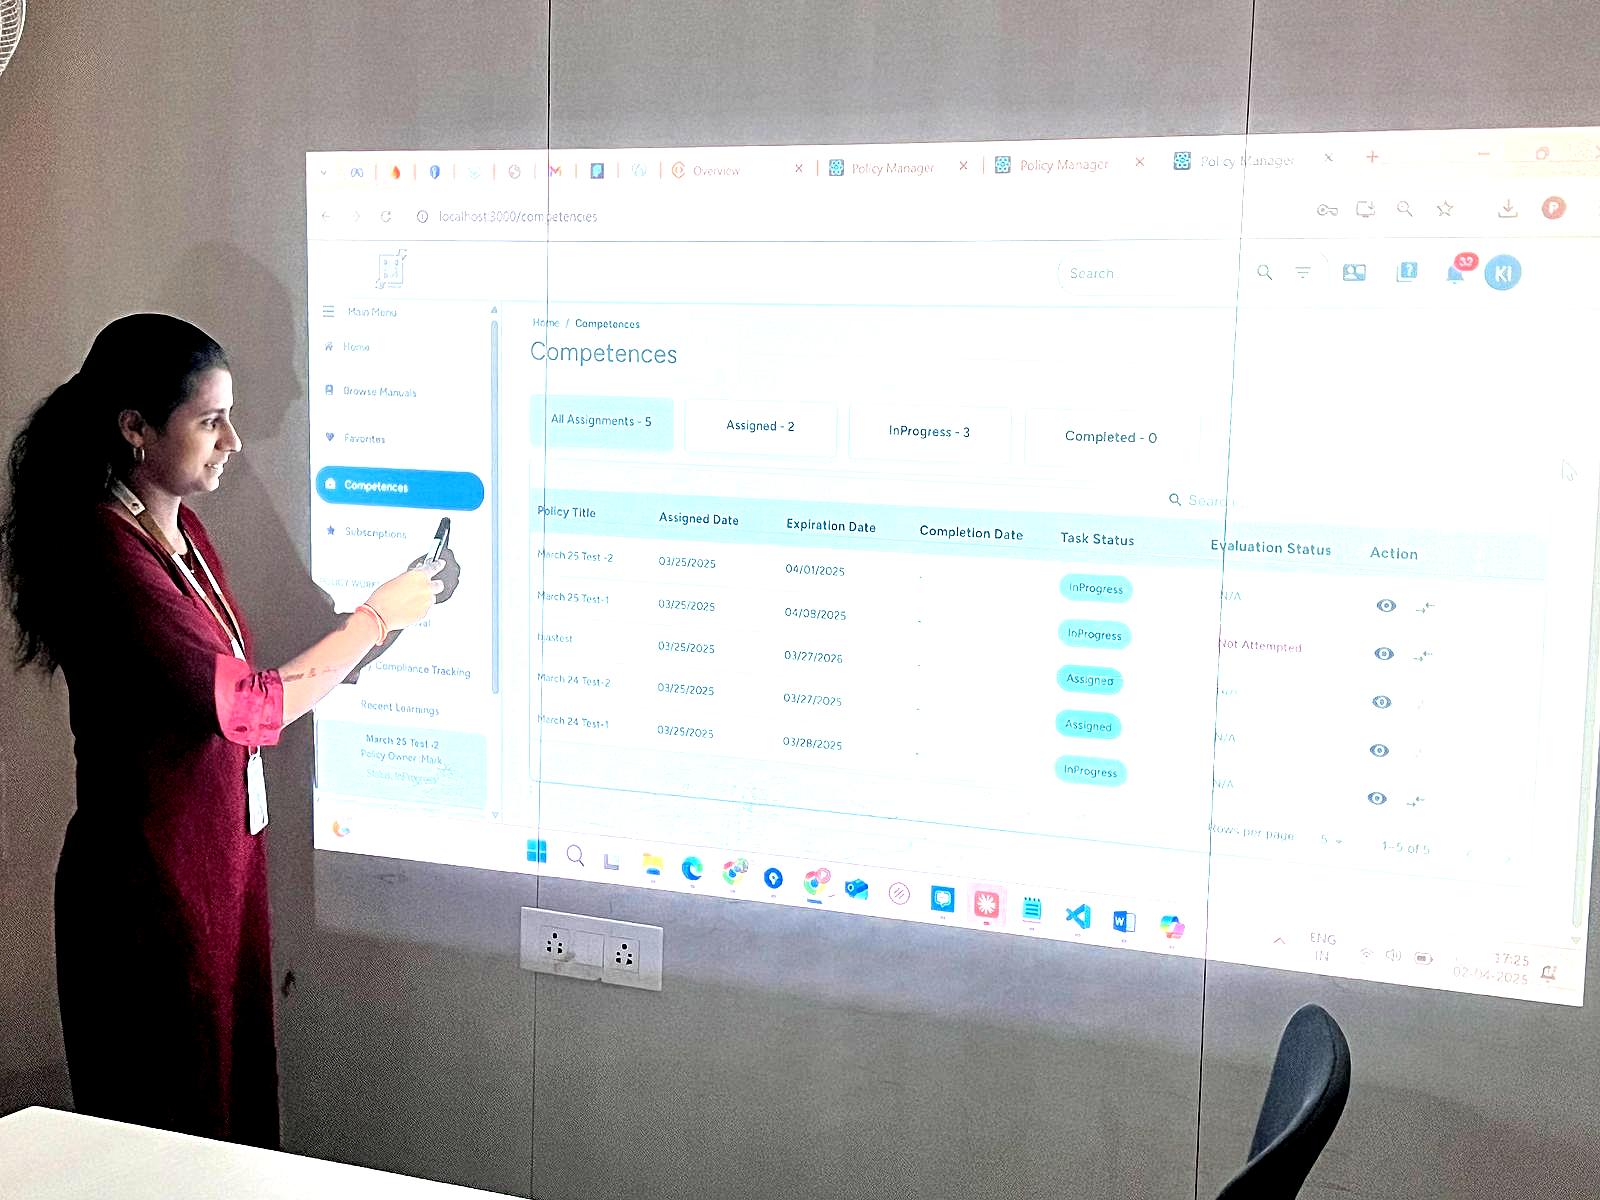 Overview
Policy Manager
Policy Manager
Policy Manager
localhost:3000/competencies
P
Search
32
KI
Main Menu
Home
Browse Manuals
Favorites
Competences
Subscriptions
Compliance Tracking
Recent Learnings
March 25 Test -2
Policy Owner :Mark
Status :InProgress
Home / Competences
Competences
All Assignments - 5
Assigned - 2
InProgress - 3
Completed - 0
Search
Policy Title Assigned Date Expiration Date Completion Date Task Status Evaluation Status Action
March 25 Test -2 03/25/2025 04/01/2025 - InProgress N/A
March 25 Test-1 03/25/2025 04/09/2025 - InProgress Not Attempted
03/25/2025 03/27/2026 - Assigned
March 24 Test-2 03/25/2025 03/27/2025 - Assigned N/A
March 24 Test-1 03/25/2025 03/28/2025 - InProgress N/A
Rows per page: 5 1-5 of 5
ENG
IN
17:25
02-04-2025